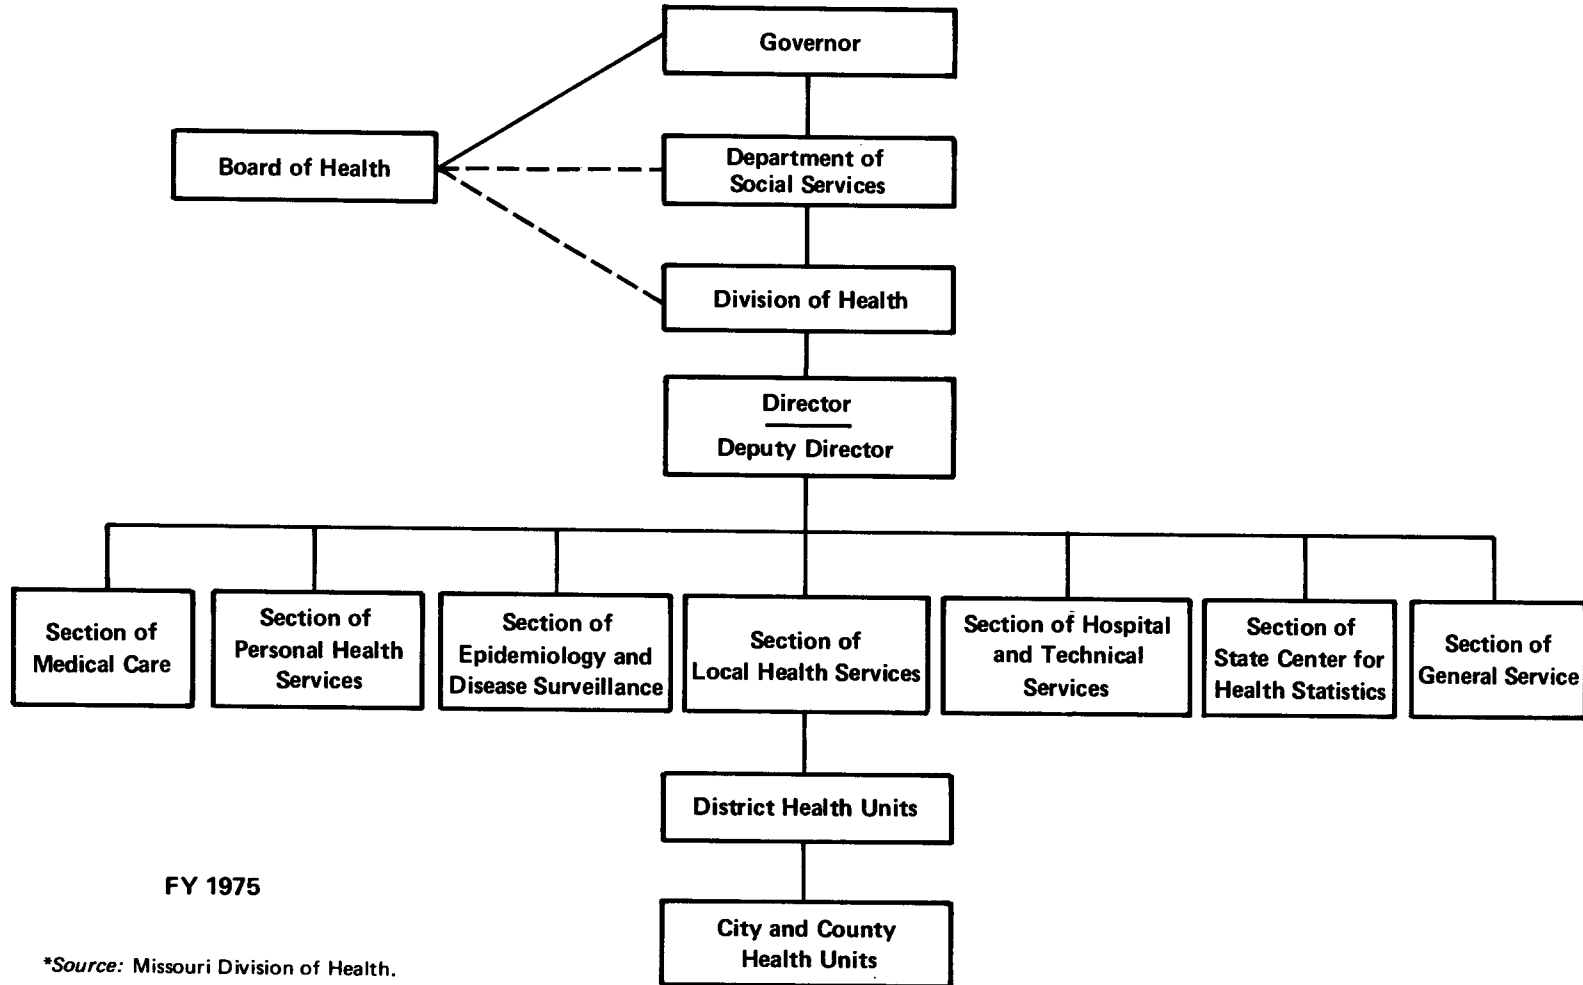 Governor
Board of Health
Department of
Social Services
Division of Health
Director
Deputy Director
Section of
Medical Care
Section of
Personal Health
Services
Section of
Epidemiology and
Disease Surveillance
Section of
Local Health Services
Section of Hospital
and Technical
Services
Section of
State Center for
Health Statistics
Section of
General Service
District Health Units
City and County
Health Units
FY 1975
*Source: Missouri Division of Health.